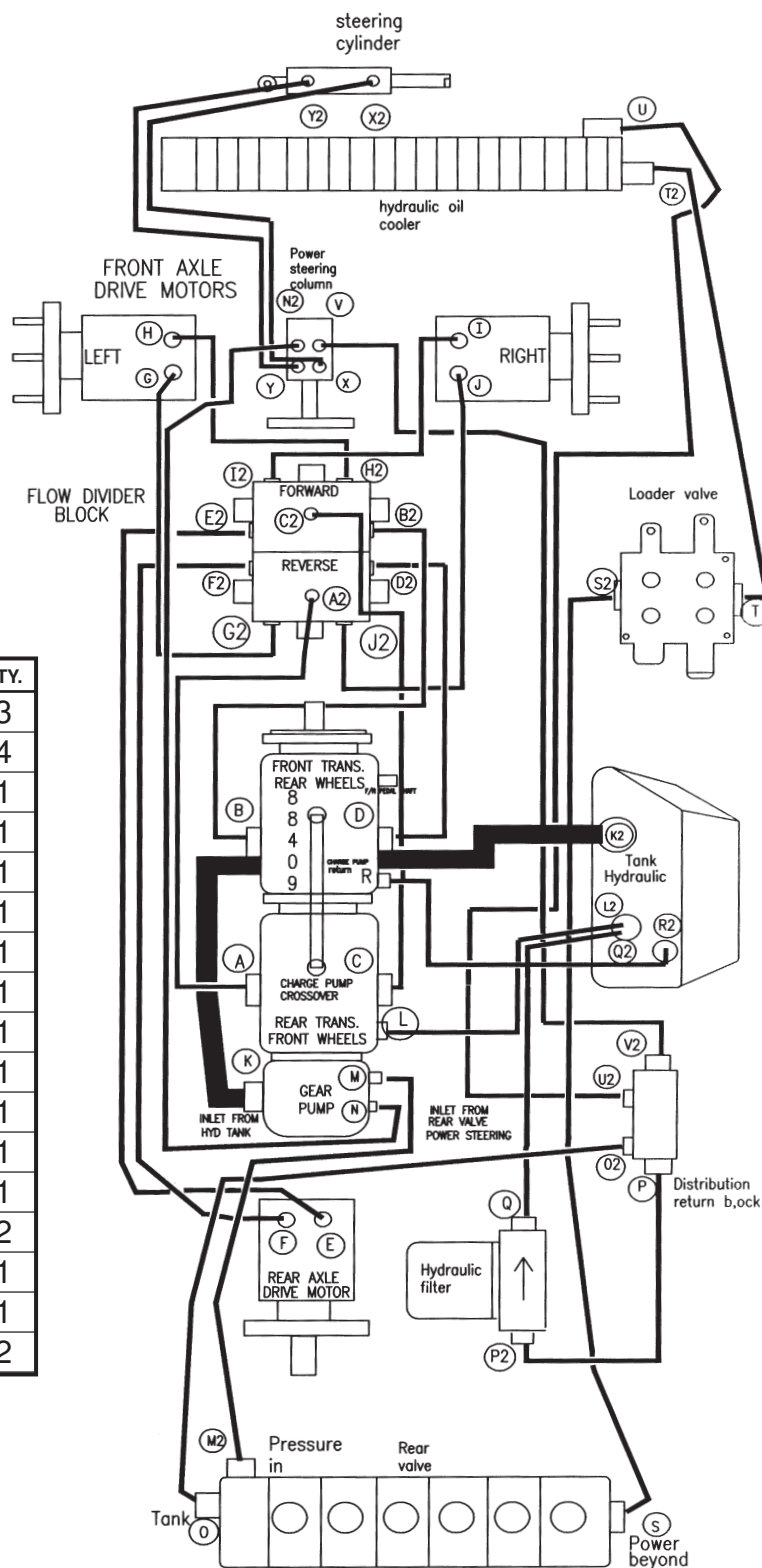 steering
cylinder
Y2
X2
U
T2
hydraulic oil
cooler
FRONT AXLE
DRIVE MOTORS
Power
steering
column
N2
V
H
LEFT
G
Y
X
I
RIGHT
J
FLOW DIVIDER
BLOCK
I2
H2
FORWARD
E2
C2
B2
REVERSE
F2
A2
D2
G2
J2
Loader valve
S2
T
TY.
3
4
1
1
1
1
1
1
1
1
1
1
1
2
1
1
2
FRONT TRANS.
REAR WHEELS
F/R PEDAL SHAFT
B
8
8
4
0
9
D
CHARGE PUMP
return
R
K2
Tank
Hydraulic
L2
R2
Q2
A
C
CHARGE PUMP
CROSSOVER
REAR TRANS.
FRONT WHEELS
L
K
M
GEAR
PUMP
N
INLET FROM
HYD TANK
INLET FROM
REAR VALVE
POWER STEERING
V2
U2
O2
P
Distribution
return b,ock
F
E
REAR AXLE
DRIVE MOTOR
Q
Hydraulic
filter
P2
M2
Pressure
in
Rear
valve
Tank
O
S
Power
beyond